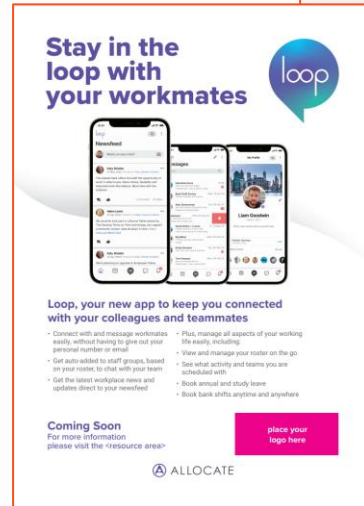 Stay in the
loop with
your workmates
loop
loop
Newsfeed
My Profile
Liam Goodwin
Loop, your new app to keep you connected
with your colleagues and teammates
- Connect with and message workmates
easily, without having to give out your
personal number or email
- Get auto-added to staff groups, based
on your roster, to chat with your team
- Get the latest workplace news and
updates direct to your newsfeed
- Plus, manage all aspects of your working
life easily, including:
- View and manage your roster on the go
- See what activity and teams you are
scheduled with
- Book annual and study leave
- Book bank shifts anytime and anywhere
Coming Soon
For more information
please visit the <resource area>
place your
logo here
ALLOCATE